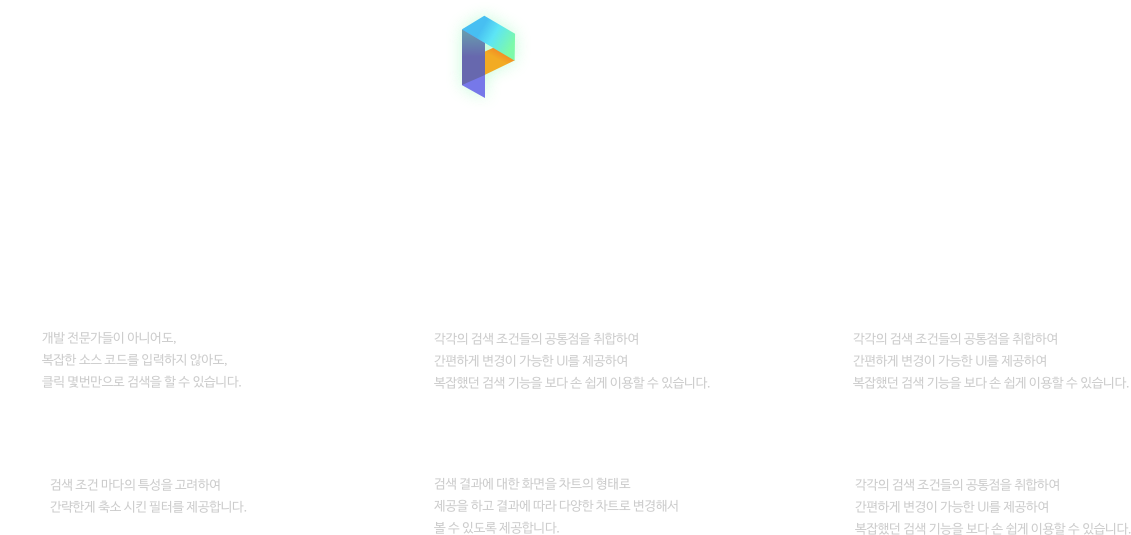 개발 전문가들이 아니어도,
복잡한 소스 코드를 입력하지 않아도,
클릭 몇번만으로 검색을 할 수 있습니다.
각각의 검색 조건들의 공통점을 취합하여
간편하게 변경이 가능한 UI를 제공하여
복잡했던 검색 기능을 보다 손 쉽게 이용할 수 있습니다.
각각의 검색 조건들의 공통점을 취합하여
간편하게 변경이 가능한 UI를 제공하여
복잡했던 검색 기능을 보다 손 쉽게 이용할 수 있습니다.
검색 조건 마다의 특성을 고려하여
간략한게 축소 시킨 필터를 제공합니다.
검색 결과에 대한 화면을 차트의 형태로
제공을 하고 결과에 따라 다양한 차트로 변경해서
볼 수 있도록 제공합니다.
각각의 검색 조건들의 공통점을 취합하여
간편하게 변경이 가능한 UI를 제공하여
복잡했던 검색 기능을 보다 손 쉽게 이용할 수 있습니다.